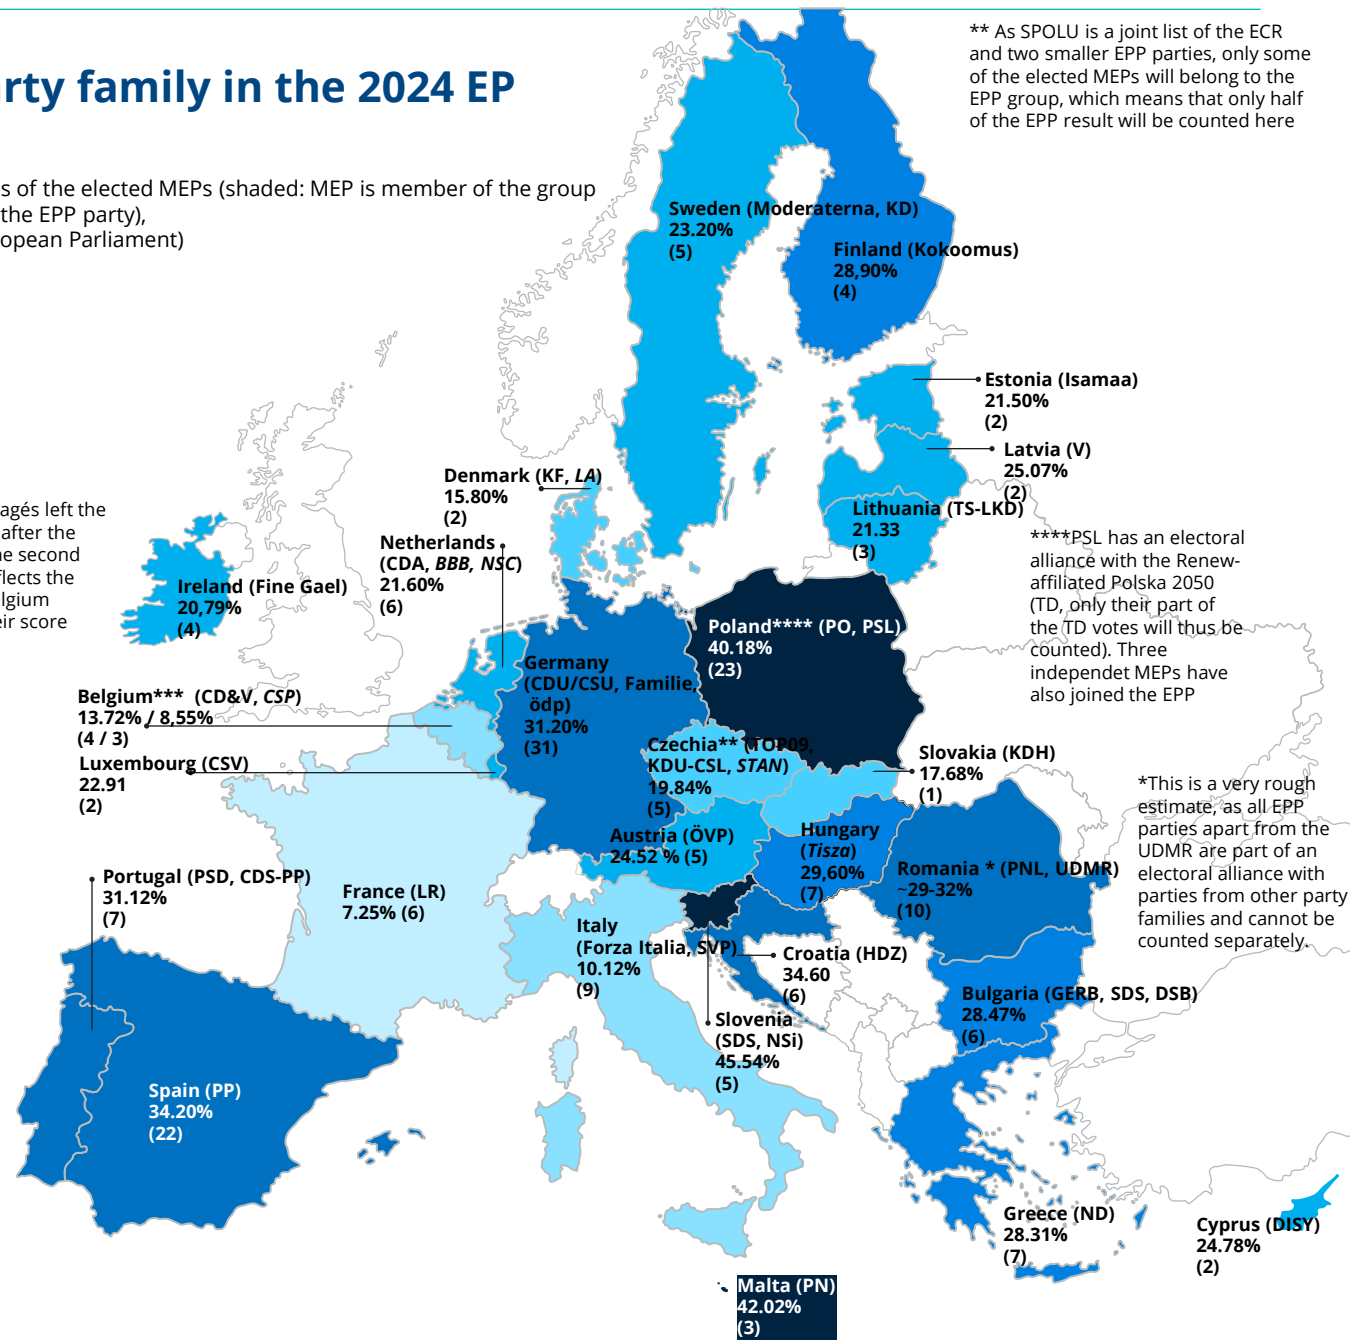 ** As SPOLU is a joint list of the ECR
and two smaller EPP parties, only some
of the elected MEPs will belong to the
EPP group, which means that only half
of the EPP result will be counted here
rty family in the 2024 EP
s of the elected MEPs (shaded: MEP is member of the group
the EPP party),
opean Parliament)
Sweden (Moderaterna, KD)
23.20%
(5)
Finland (Kokoomus)
28,90%
(4)
Estonia (Isamaa)
21.50%
(2)
Latvia (V)
25.07%
(2)
Lithuania (TS-LKD)
21.33
(3)
Denmark (KF, LA)
15.80%
(2)
Netherlands
(CDA, BBB, NSC)
21.60%
(6)
agés left the
after the
ne second
flects the
elgium
eir score
Ireland (Fine Gael)
20,79%
(4)
****PSL has an electoral
alliance with the Renew-
affiliated Polska 2050
(TD, only their part of
the TD votes will thus be
counted). Three
independet MEPs have
also joined the EPP
Poland**** (PO, PSL)
40.18%
(23)
Germany
(CDU/CSU, Familie,
ödp)
31.20%
(31)
Belgium*** (CD&V, CSP)
13.72% / 8,55%
(4 / 3)
Luxembourg (CSV)
22.91
(2)
Czechia** (TOP09,
KDU-CSL, STAN)
19.84%
(5)
Slovakia (KDH)
17.68%
(1)
*This is a very rough
estimate, as all EPP
parties apart from the
UDMR are part of an
electoral alliance with
parties from other party
families and cannot be
counted separately.
Austria (ÖVP)
24.52 % (5)
Hungary
(Tisza)
29,60%
(7)
Romania * (PNL, UDMR)
~29-32%
(10)
Portugal (PSD, CDS-PP)
31.12%
(7)
France (LR)
7.25% (6)
Italy
(Forza Italia, SVP)
10.12%
(9)
Croatia (HDZ)
34.60
(6)
Slovenia
(SDS, NSi)
45.54%
(5)
Bulgaria (GERB, SDS, DSB)
28.47%
(6)
Spain (PP)
34.20%
(22)
Greece (ND)
28.31%
(7)
Cyprus (DISY)
24.78%
(2)
Malta (PN)
42.02%
(3)